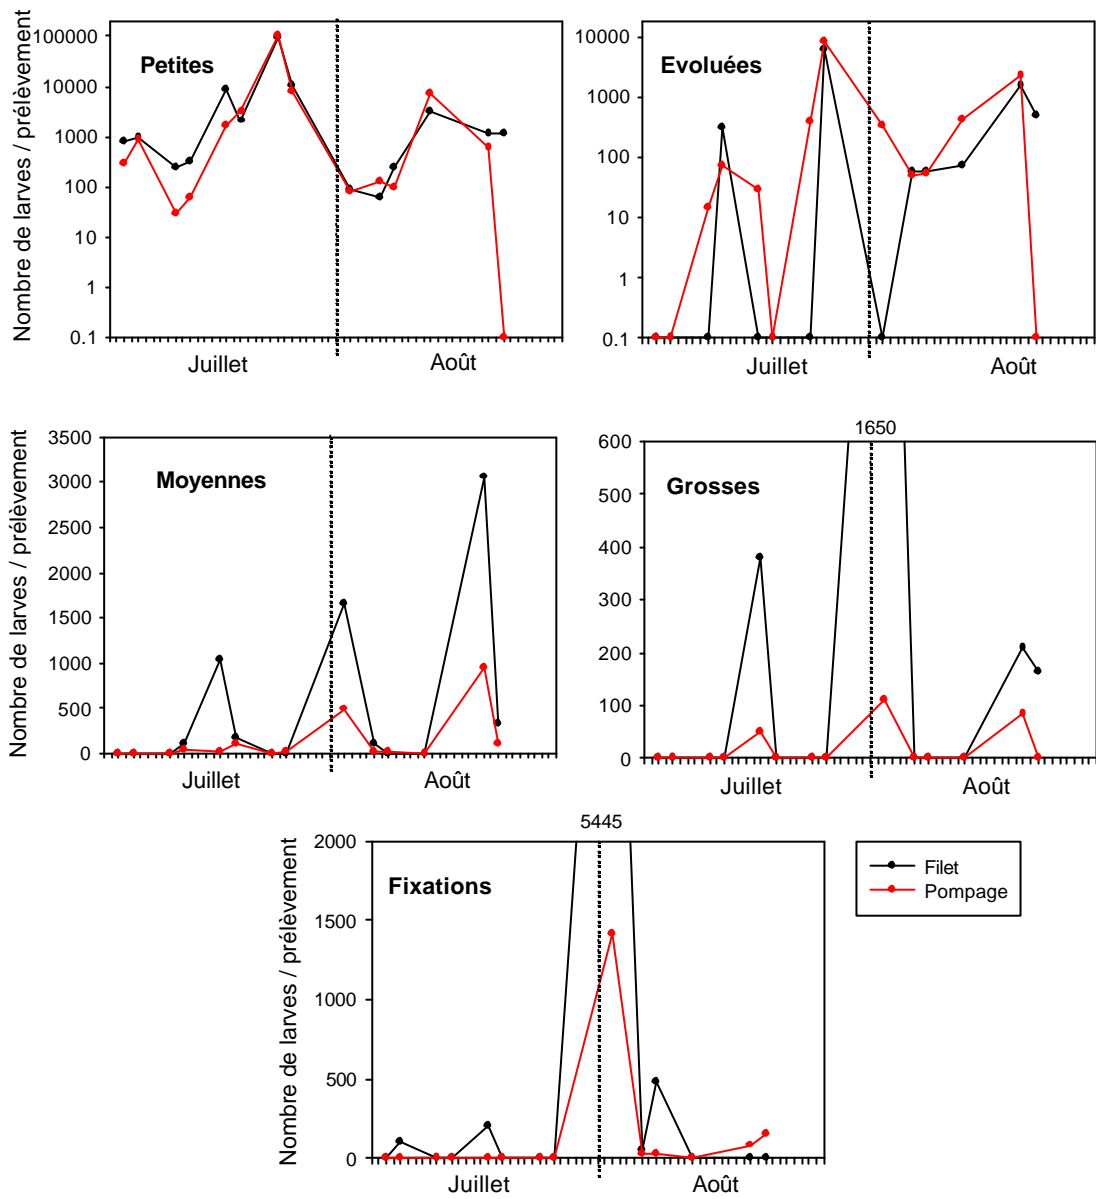 Nombre de larves / prélèvement
100000
10000
1000
100
10
1
0.1
Petites
Juillet
Août
10000
1000
100
10
1
0.1
Evoluées
Juillet
Août
Nombre de larves / prélèvement
3500
3000
2500
2000
1500
1000
500
0
Moyennes
Juillet
Août
1650
600
500
400
300
200
100
0
Grosses
Juillet
Août
5445
Nombre de larves / prélèvement
2000
1500
1000
500
0
Fixations
Juillet
Août
Filet
Pompage